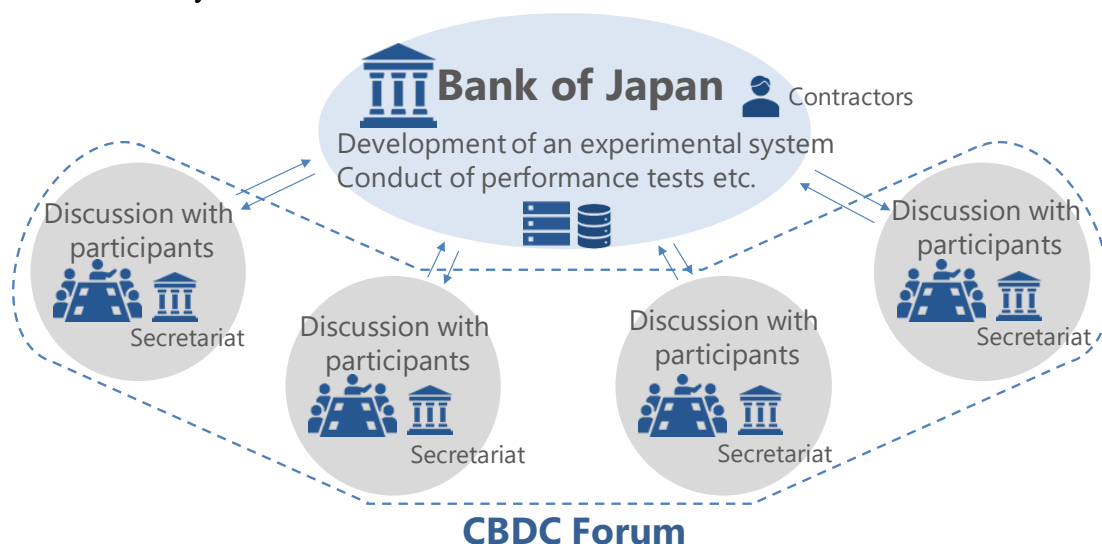 Bank of Japan
Contractors
Development of an experimental system
Conduct of performance tests etc.
Discussion with
participants
Secretariat
Discussion with
participants
Secretariat
Discussion with
participants
Secretariat
Discussion with
participants
Secretariat
CBDC Forum